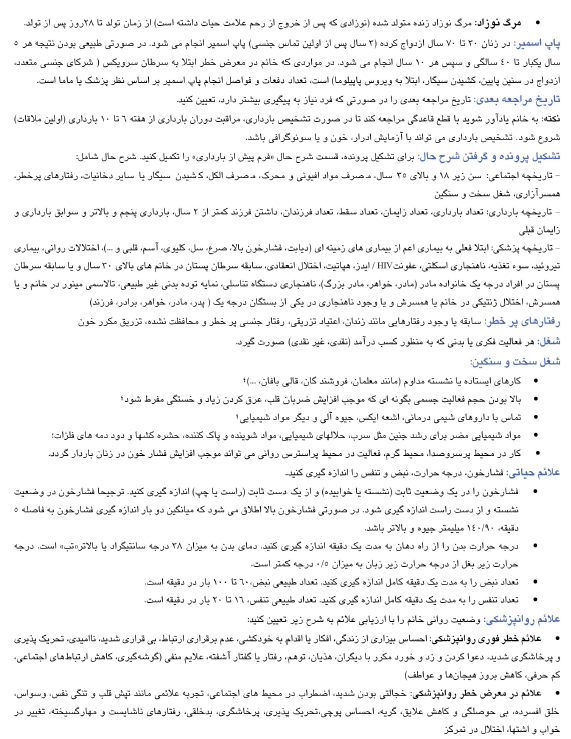 • مرگ نوزاد: مرگ نوزاد زنده متولد شده (نوزادی که پس از خروج از رحم علامت حیات داشته است) از زمان تولد تا ۲۸روز پس از تولد.
پاپ اسمیر: در زنان ۳۰ تا ۷۰ سال ازدواج کرده (۳ سال پس از اولین تماس جنسی) پاپ اسمیر انجام می شود. در صورتی طبیعی بودن نتیجه هر ۵
سال یکبار تا ۴۰ سالگی و سپس هر ۱۰ سال انجام می شود. در مواردی که خانم در معرض خطر ابتلا به سرطان سرویکس ( شرکای جنسی متعدد،
ازدواج در سنین پایین، کشیدن سیگار، ابتلا به ویروس پاپیلوما) است، تعداد دفعات و فواصل انجام پاپ اسمیر بر اساس نظر پزشک یا ماما است.
تاریخ مراجعه بعدی: تاریخ مراجعه بعدی را در صورتی که فرد نیاز به پیگیری بیشتر دارد، تعیین کنید.
نکته: به خانم یادآور شوید با قطع قاعدگی مراجعه کند تا در صورت تشخیص بارداری، مراقبت دوران بارداری از هفته ۶ تا ۱۰ بارداری (اولین ملاقات)
شروع شود. تشخیص بارداری می تواند با آزمایش ادرار، خون و یا سونوگرافی باشد.
تشکیل پرونده و گرفتن شرح حال: برای تشکیل پرونده، قسمت شرح حال «فرم پیش از بارداری» را تکمیل کنید. شرح حال شامل:
– تاریخچه اجتماعی: سن زیر ۱۸ و بالای ۳۵ سال، مصرف مواد افیونی و محرک، مصرف الکل، کشیدن سیگار یا سایر دخانیات، رفتارهای پرخطر،
همسرآزاری، شغل سخت و سنگین
– تاریخچه بارداری: تعداد بارداری، تعداد زایمان، تعداد سقط، تعداد فرزندان، داشتن فرزند کمتر از ۲ سال، بارداری پنجم و بالاتر و سوابق بارداری و
زایمان قبلی
– تاریخچه پزشکی: ابتلا فعلی به بیماری اعم از بیماری های زمینه ای (دیابت، فشارخون بالا، صرع، سل، کلیوی، آسم، قلبی و ...)، اختلالات روانی، بیماری
تیروئید، سوء تغذیه، ناهنجاری اسکلتی، عفونتHIV/ ایدز، هپاتیت، اختلال انعقادی، سابقه سرطان پستان در خانم های بالای ۳۰ سال و یا سابقه سرطان
پستان در افراد درجه یک خانواده مادر (مادر، خواهر، مادر بزرگ)، ناهنجاری دستگاه تناسلی، نمایه توده بدنی غیر طبیعی، تالاسمی مینور در خانم و یا
همسرش، اختلال ژنتیکی در خانم یا همسرش و یا وجود ناهنجاری در یکی از بستگان درجه یک ( پدر، مادر، خواهر، برادر، فرزند)
رفتارهای پر خطر: سابقه یا وجود رفتارهایی مانند زندان، اعتیاد تزریقی، رفتار جنسی پر خطر و محافظت نشده، تزریق مکرر خون
شغل: هر فعالیت فکری یا بدنی که به منظور کسب درآمد (نقدی، غیر نقدی) صورت گیرد.
شغل سخت و سنگین:
• کارهای ایستاده یا نشسته مداوم (مانند معلمان، فروشندگان، قالی بافان، ...)؛
• بالا بودن حجم فعالیت جسمی بگونه ای که موجب افزایش ضربان قلب، عرق کردن زیاد و خستگی مفرط شود؛
• تماس با داروهای شیمی درمانی، اشعه ایکس، جیوه آلی و دیگر مواد شیمیایی؛
• مواد شیمیایی مضر برای رشد جنین مثل سرب، حلالهای شیمیایی، مواد شوینده و پاک کننده، حشره کشها و دود دمه های فلزات؛
• کار در محیط پرسروصدا، محیط گرم، فعالیت در محیط پراسترس روانی می تواند موجب افزایش فشار خون در زنان باردار گردد.
علائم حیاتی: فشارخون، درجه حرارت، نبض و تنفس را اندازه گیری کنید.
• فشارخون را در یک وضعیت ثابت (نشسته یا خوابیده) و از یک دست ثابت (راست یا چپ) اندازه گیری کنید. ترجیحا فشارخون در وضعیت
نشسته و از دست راست اندازه گیری شود. در صورتی فشارخون بالا اطلاق می شود که میانگین دو بار اندازه گیری فشارخون به فاصله ۵
دقیقه، ۱۴۰/۹۰ میلیمتر جیوه و بالاتر باشد.
• درجه حرارت بدن را از راه دهان به مدت یک دقیقه اندازه گیری کنید. دمای بدن به میزان ۳۸ درجه سانتیگراد یا بالاتر«تب» است. درجه
حرارت زیر بغل از درجه حرارت زیر زبان به میزان ۰/۵ درجه کمتر است.
• تعداد نبض را به مدت یک دقیقه کامل اندازه گیری کنید. تعداد طبیعی نبض،۶۰ تا ۱۰۰ بار در دقیقه است.
• تعداد تنفس را به مدت یک دقیقه کامل اندازه گیری کنید. تعداد طبیعی تنفس، ۱۶ تا ۲۰ بار در دقیقه است.
علائم روانپزشکی: وضعیت روانی خانم را با ارزیابی علائم به شرح زیر تعیین کنید:
• علائم خطر فوری روانپزشکی: احساس بیزاری از زندگی، افکار یا اقدام به خودکشی، عدم برقراری ارتباط، بی قراری شدید، ناامیدی، تحریک پذیری
و پرخاشگری شدید، دعوا کردن و زد و خورد مکرر با دیگران، هذیان، توهم، رفتار یا گفتار آشفته، علایم منفی (گوشه‌گیری، کاهش ارتباط‌های اجتماعی،
کم حرفی، کاهش بروز هیجان‌ها و عواطف)
• علائم در معرض خطر روانپزشکی: خجالتی بودن شدید، اضطراب در محیط های اجتماعی، تجربه علائمی مانند تپش قلب و تنگی نفس، وسواس،
خلق افسرده، بی حوصلگی و کاهش علایق، گریه، احساس پوچی،تحریک پذیری، پرخاشگری، بدخلقی، رفتارهای ناشایست و مهارگسیخته، تغییر در
خواب و اشتها، اختلال در تمرکز